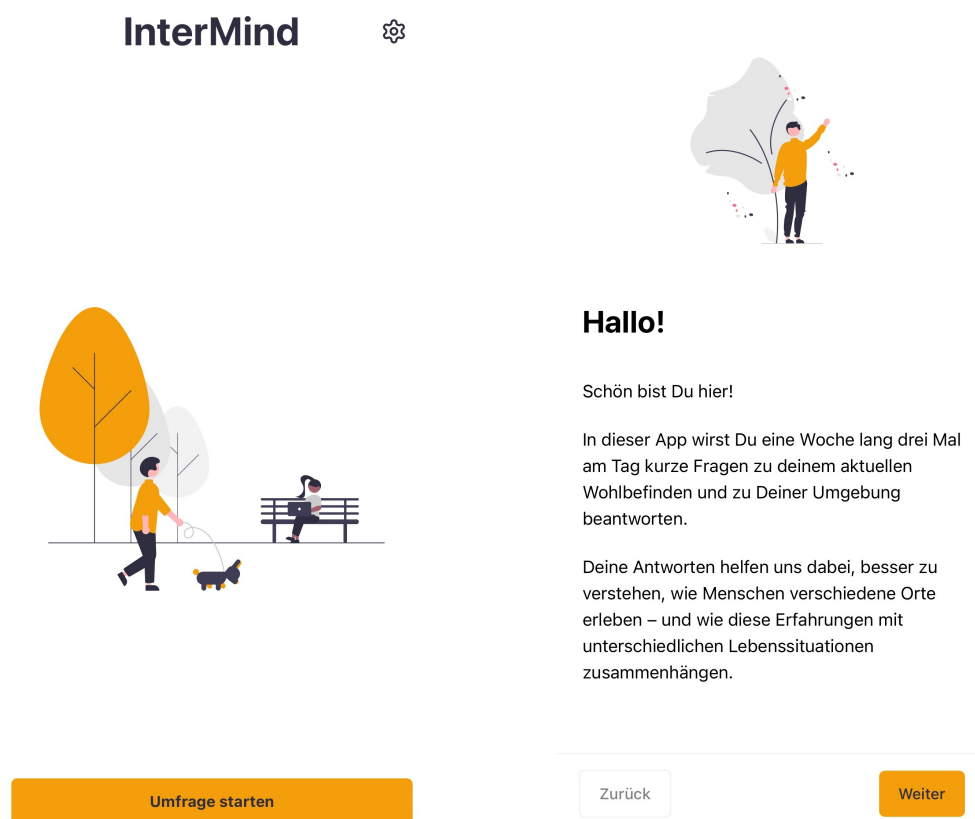 InterMind
Umfrage starten
Hallo!
Schön bist Du hier!
In dieser App wirst Du eine Woche lang drei Mal
am Tag kurze Fragen zu deinem aktuellen
Wohlbefinden und zu Deiner Umgebung
beantworten.
Deine Antworten helfen uns dabei, besser zu
verstehen, wie Menschen verschiedene Orte
erleben – und wie diese Erfahrungen mit
unterschiedlichen Lebenssituationen
zusammenhängen.
Zurück
Weiter